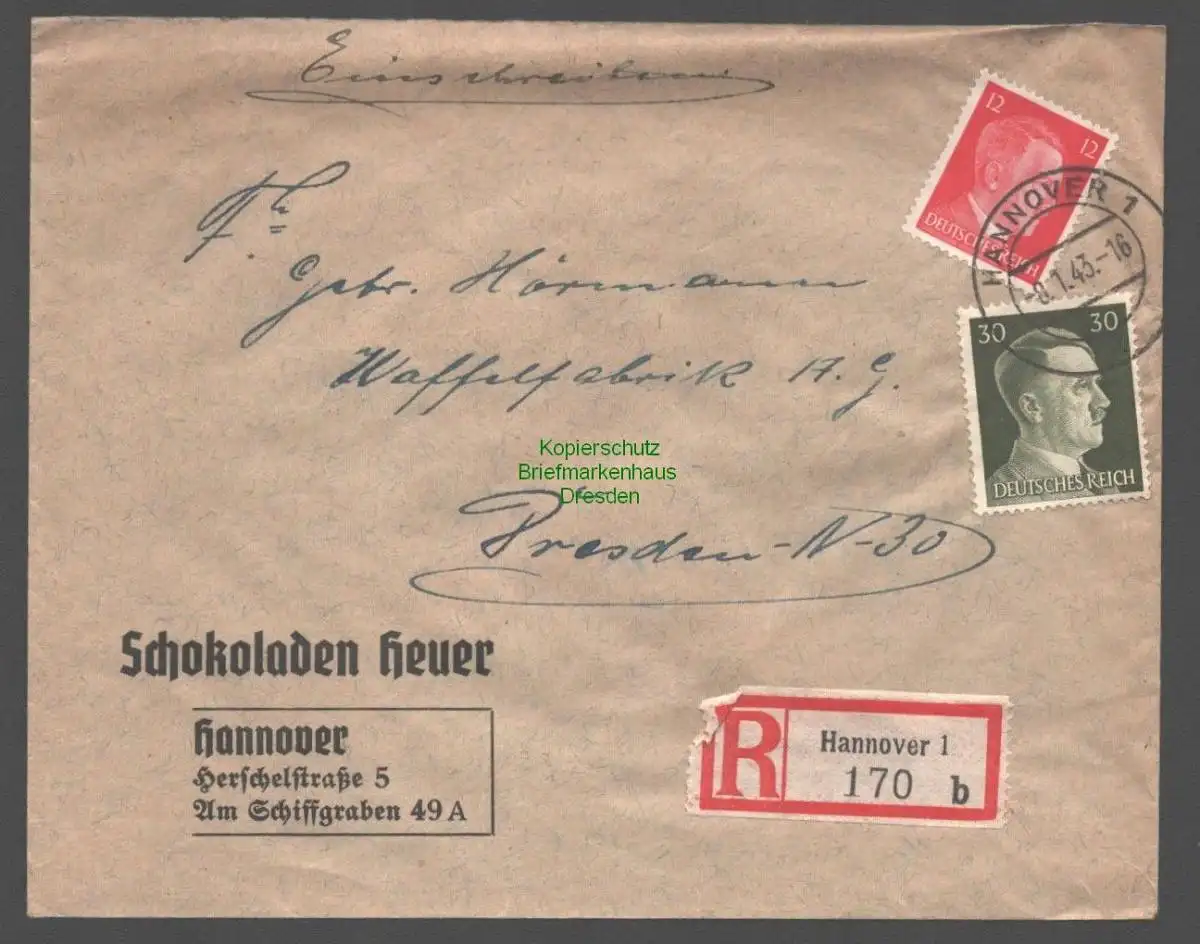 Einschreiben
12
12
DEUTSCHES REICH
HANNOVER 1
.1.43.-16
Fa.
Gebr. Hörmann
30
30
DEUTSCHES REICH
Waffelfabrik A. G.
Kopierschutz
Briefmarkenhaus
Dresden
Dresden-N-30
Schokoladen Heuer
Hannover
Herschelstraße 5
Am Schiffgraben 49 A
R
Hannover 1
170 b